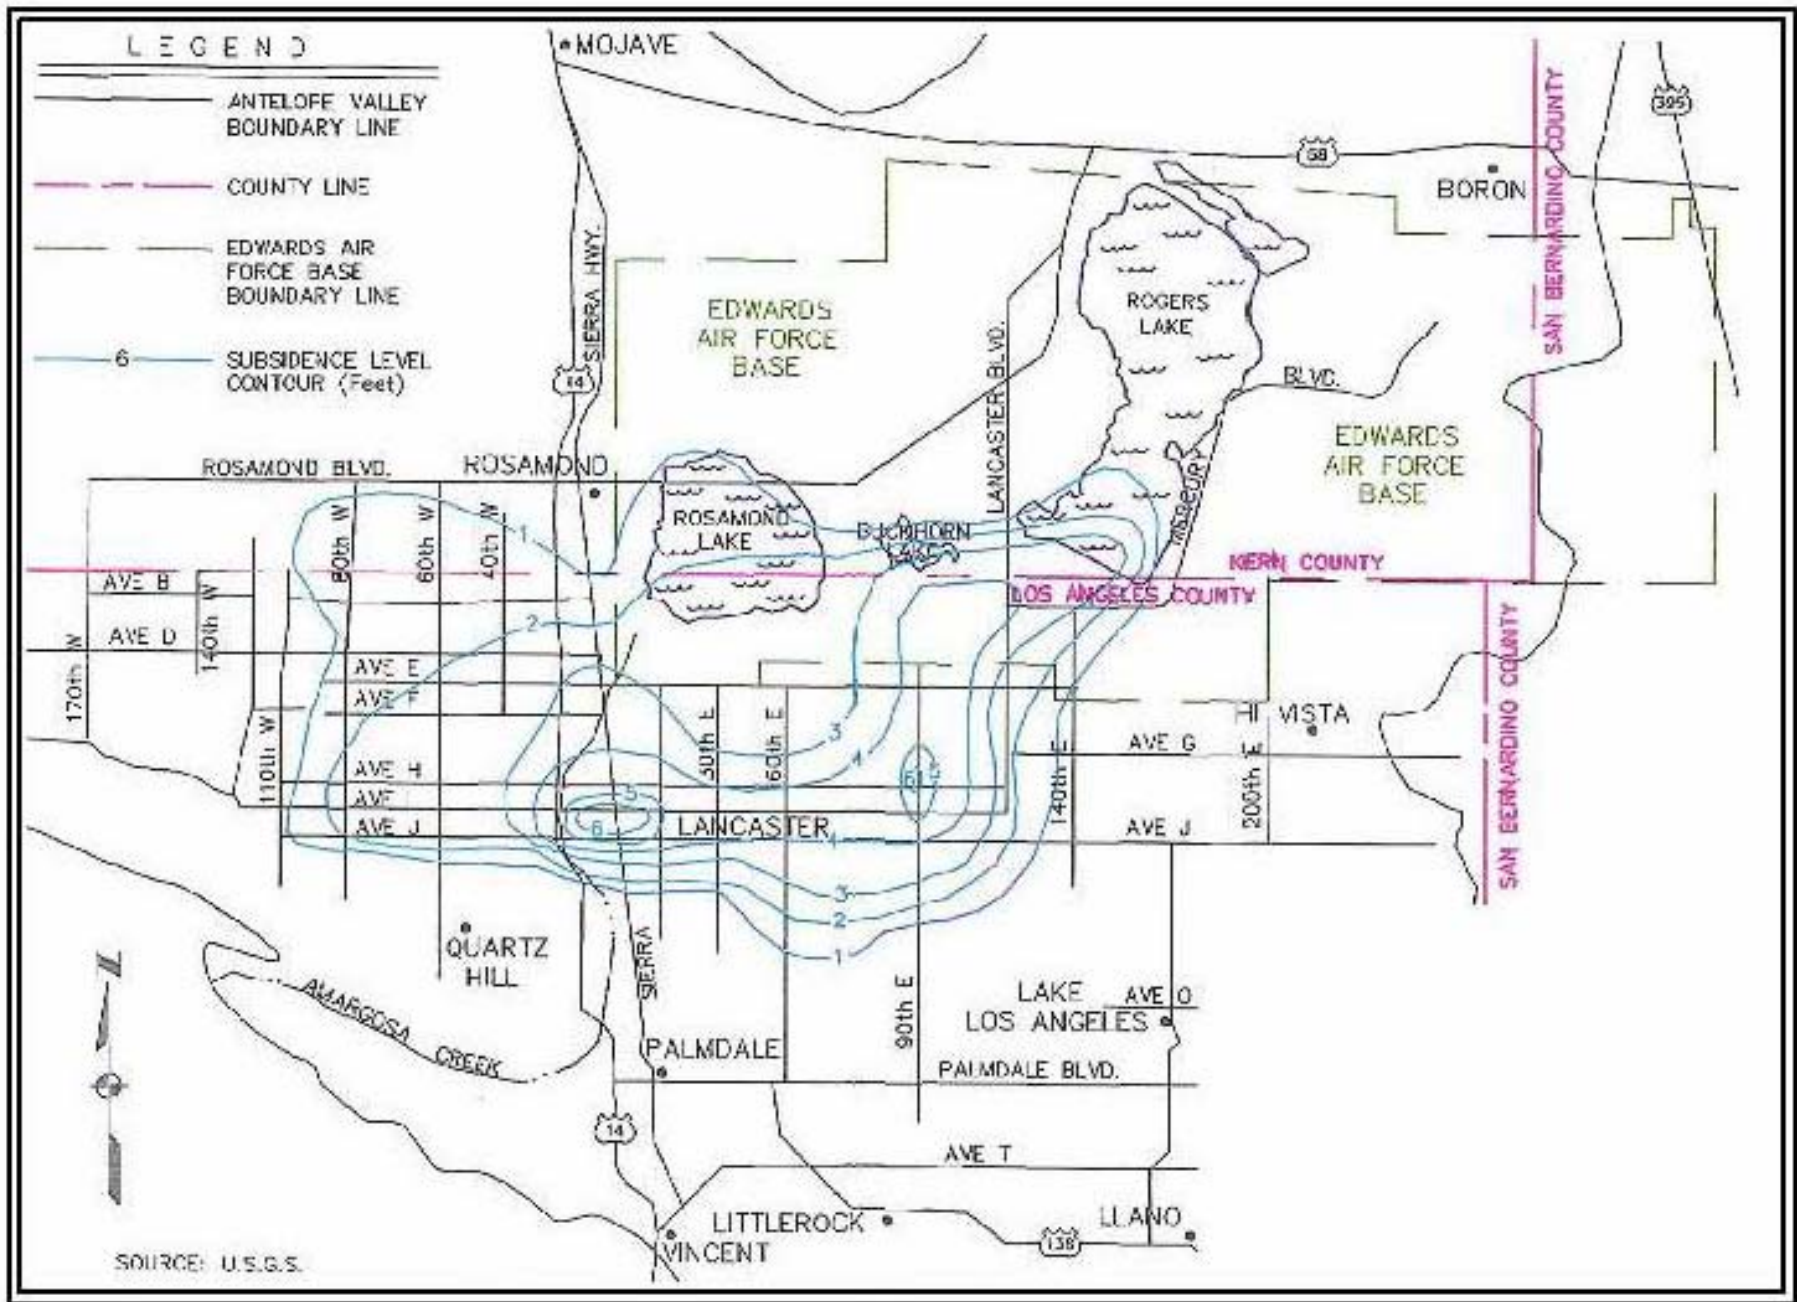 LEGEND
ANTELOPE VALLEY
BOUNDARY LINE
COUNTY LINE
EDWARDS AIR
FORCE BASE
BOUNDARY LINE
6
SUBSIDENCE LEVEL
CONTOUR (Feet)
MOJAVE
58
395
BORON
SAN BERNARDINO COUNTY
SIERRA HWY.
14
EDWARDS
AIR FORCE
BASE
ROGERS
LAKE
LANCASTER BLVD.
BLVD.
EDWARDS
AIR FORCE
BASE
ROSAMOND BLVD.
ROSAMOND
ROSAMOND
LAKE
BUCKHORN
LAKE
1
80th W
60th W
40th W
KERN COUNTY
LOS ANGELES COUNTY
AVE B
AVE D
140th W
170th W
2
AVE E
AVE F
110th W
AVE H
AVE I
AVE J
30th E
60th E
3
4
5
5
6
LANCASTER
140th E
AVE G
200th E
HI VISTA
AVE J
SAN BERNARDINO COUNTY
4
3
2
1
QUARTZ
HILL
SIERRA
90th E
LAKE
LOS ANGELES
AVE O
AMARGOSA
CREEK
PALMDALE
PALMDALE BLVD.
14
AVE T
LITTLEROCK
VINCENT
138
LLANO
SOURCE: U.S.G.S.